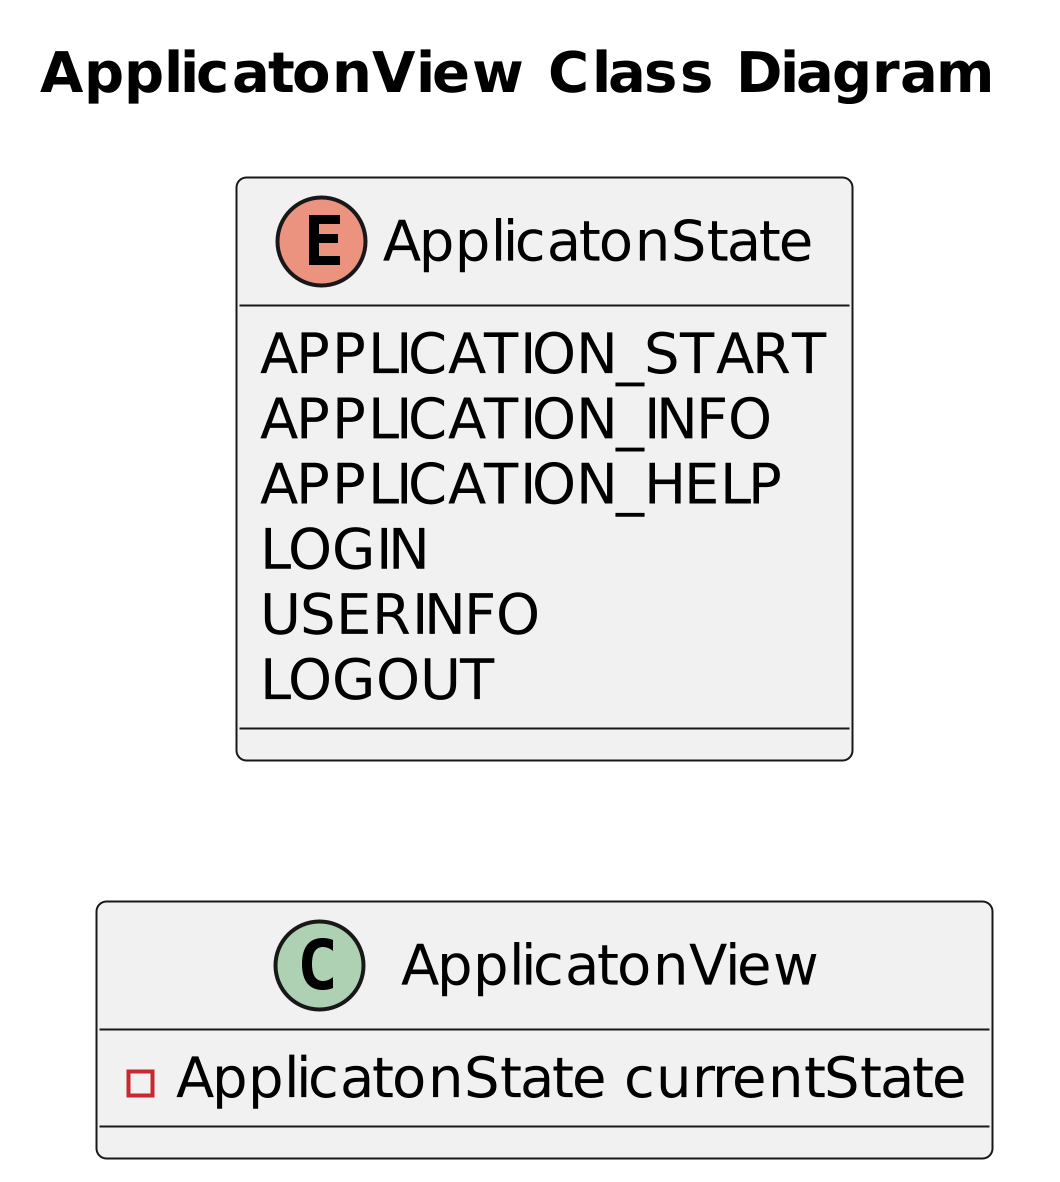 ApplicatonView Class Diagram
E ApplicatonState
APPLICATION_START
APPLICATION_INFO
APPLICATION_HELP
LOGIN
USERINFO
LOGOUT
C ApplicatonView
ApplicatonState currentState